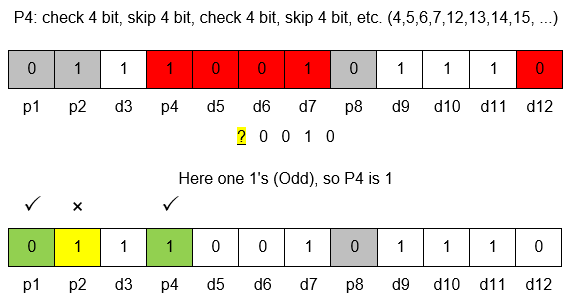 P4: check 4 bit, skip 4 bit, check 4 bit, skip 4 bit, etc. (4,5,6,7,12,13,14,15, ...)
0 1 1 1 0 0 1 0 1 1 1 0
p1 p2 d3 p4 d5 d6 d7 p8 d9 d10 d11 d12
? 0 0 1 0
Here one 1's (Odd), so P4 is 1
✓ × ✓
0 1 1 1 0 0 1 0 1 1 1 0
p1 p2 d3 p4 d5 d6 d7 p8 d9 d10 d11 d12